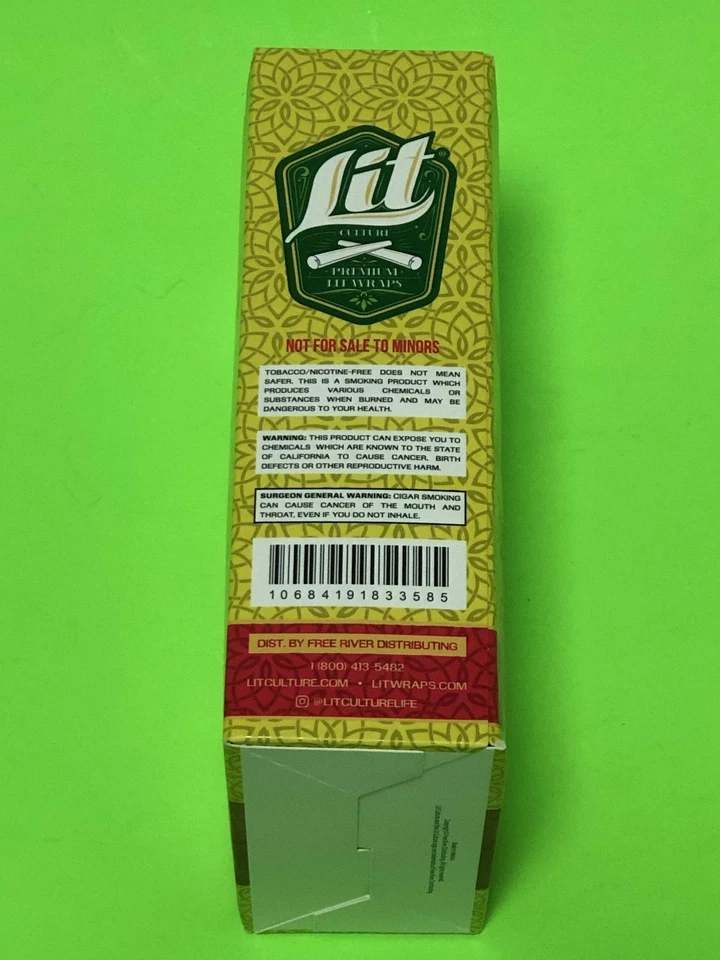 Lit®
CULTURE
PREMIUM
LIT WRAPS
NOT FOR SALE TO MINORS
TOBACCO/NICOTINE-FREE DOES NOT MEAN
SAFER. THIS IS A SMOKING PRODUCT WHICH
PRODUCES VARIOUS CHEMICALS OR
SUBSTANCES WHEN BURNED AND MAY BE
DANGEROUS TO YOUR HEALTH.
WARNING: THIS PRODUCT CAN EXPOSE YOU TO
CHEMICALS WHICH ARE KNOWN TO THE STATE
OF CALIFORNIA TO CAUSE CANCER, BIRTH
DEFECTS OR OTHER REPRODUCTIVE HARM.
SURGEON GENERAL WARNING: CIGAR SMOKING
CAN CAUSE CANCER OF THE MOUTH AND
THROAT, EVEN IF YOU DO NOT INHALE.
10684191833585
DIST. BY FREE RIVER DISTRIBUTING
1 (800) 413-5482
LITCULTURE.COM • LITWRAPS.COM
@LITCULTURELIFE